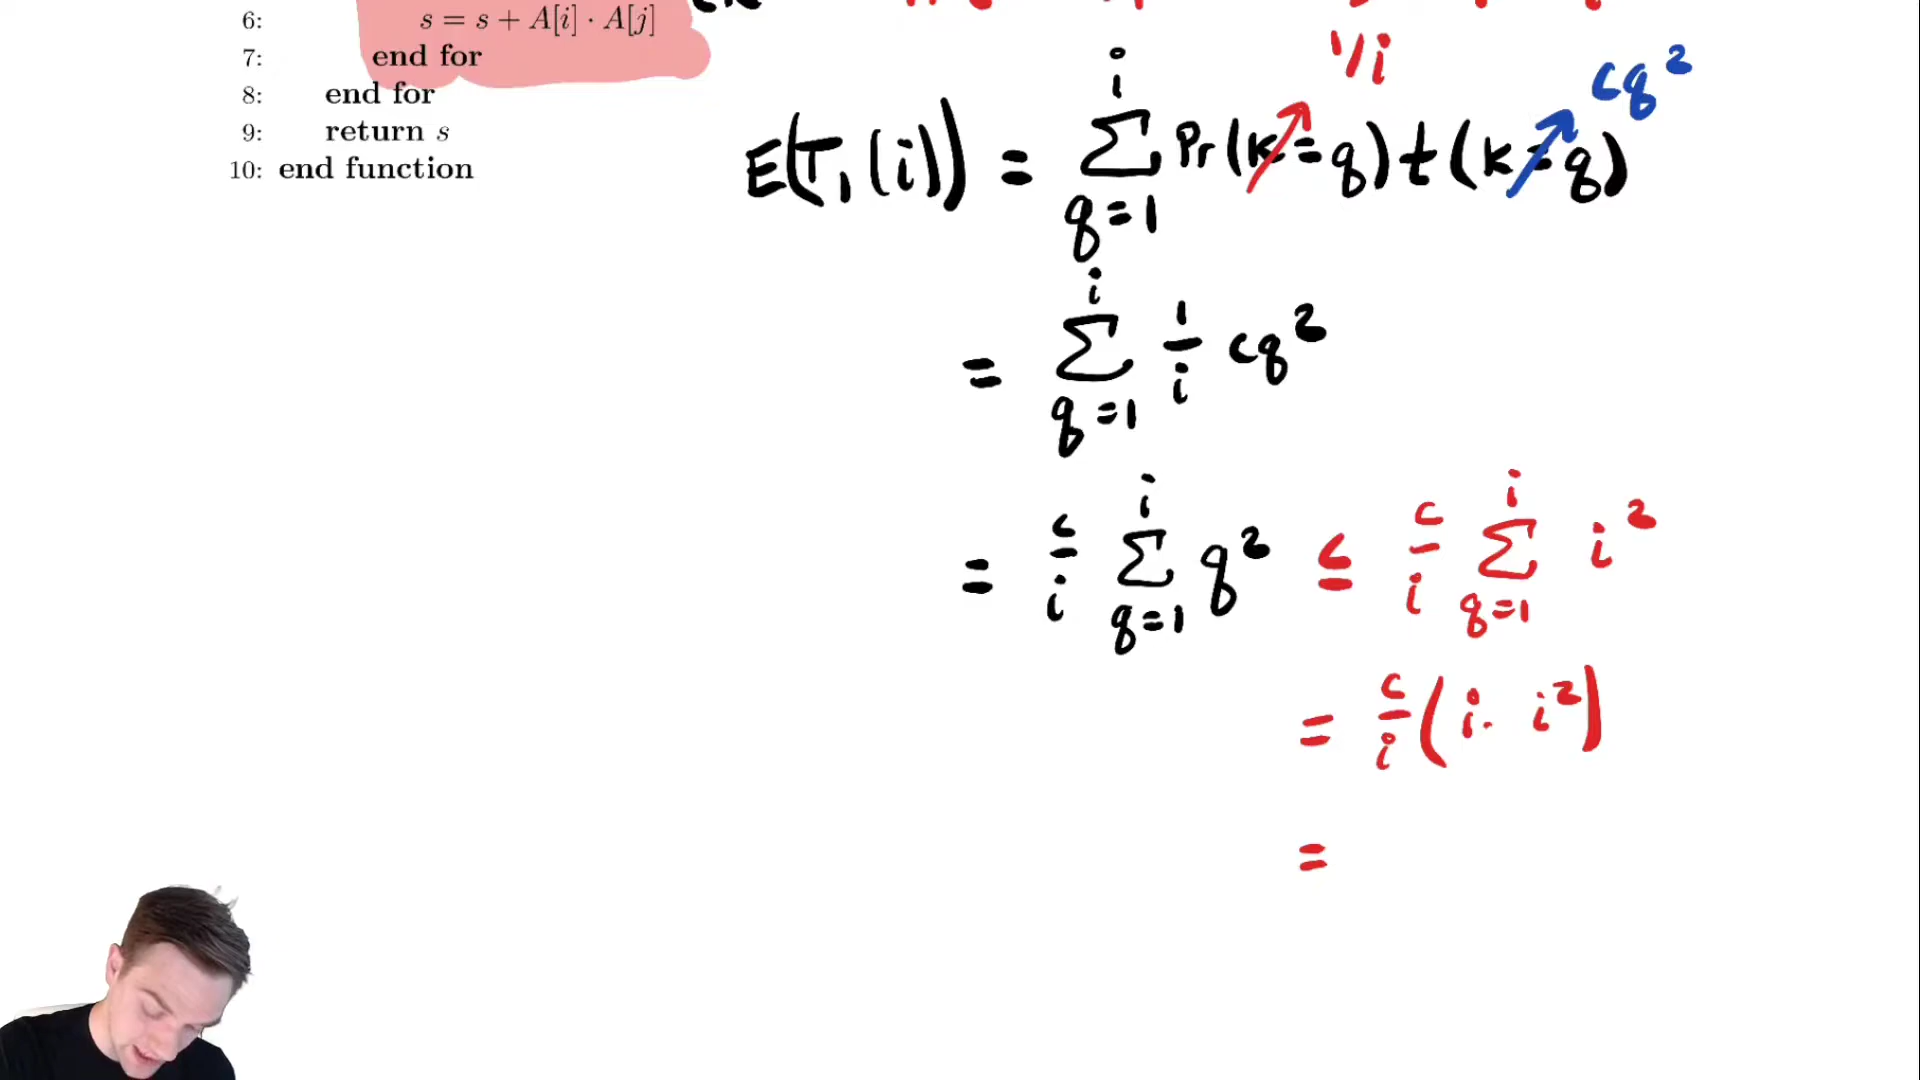 6: s = s + A[i] · A[j]
7: end for
8: end for
9: return s
10: end function
1/i
cq²
E(T₁(i)) = Σ_{q=1}^{i} Pr(k=q) t(k=q)
= Σ_{q=1}^{i} 1/i cq²
= c/i Σ_{q=1}^{i} q² ≤ c/i Σ_{q=1}^{i} i²
= c/i (i · i²)
=